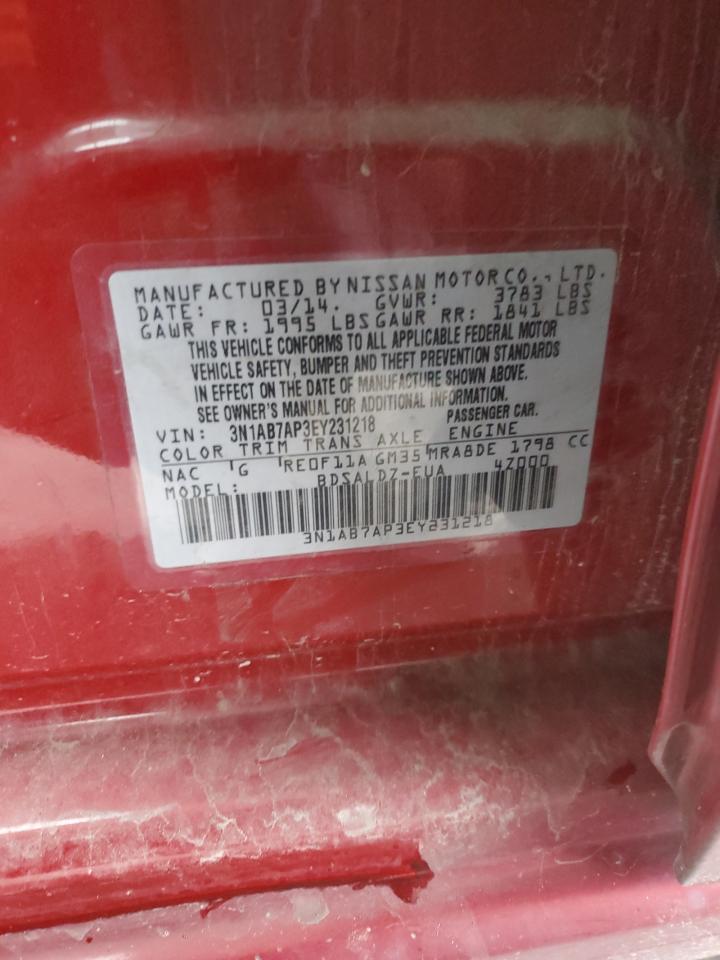 MANUFACTURED BY NISSAN MOTOR CO., LTD.
DATE: 03/14. GVWR: 3783 LBS
GAWR FR: 1995 LBS GAWR RR: 1841 LBS
THIS VEHICLE CONFORMS TO ALL APPLICABLE FEDERAL MOTOR
VEHICLE SAFETY, BUMPER AND THEFT PREVENTION STANDARDS
IN EFFECT ON THE DATE OF MANUFACTURE SHOWN ABOVE.
SEE OWNER'S MANUAL FOR ADDITIONAL INFORMATION.
VIN: 3N1AB7AP3EY231218 PASSENGER CAR.
COLOR TRIM TRANS AXLE ENGINE
NAC G RE0F11A GM35 MRA8DE 1798 CC
MODEL: BDSALDZ-EUA 4Z000
3N1AB7AP3EY231218